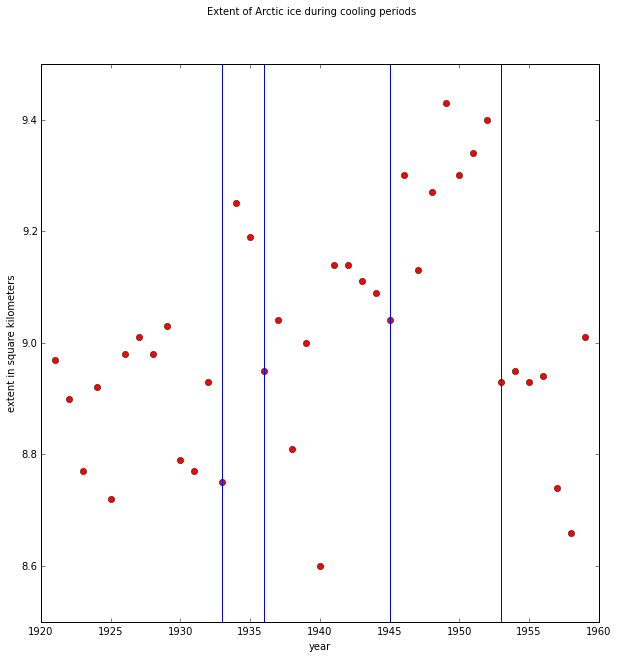 Extent of Arctic ice during cooling periods
9.4
9.2
9.0
8.8
8.6
extent in square kilometers
1920 1925 1930 1935 1940 1945 1950 1955 1960
year